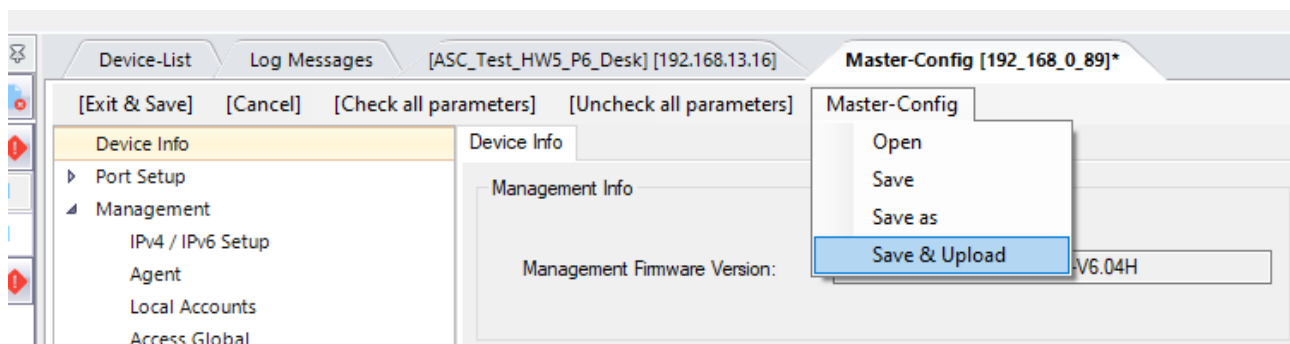 Device-List Log Messages [ASC_Test_HW5_P6_Desk] [192.168.13.16] Master-Config [192_168_0_89]*
[Exit & Save] [Cancel] [Check all parameters] [Uncheck all parameters] Master-Config
Device Info
Port Setup
Management
IPv4 / IPv6 Setup
Agent
Local Accounts
Access Global
Device Info
Management Info
Management Firmware Version: -V6.04H
Open
Save
Save as
Save & Upload